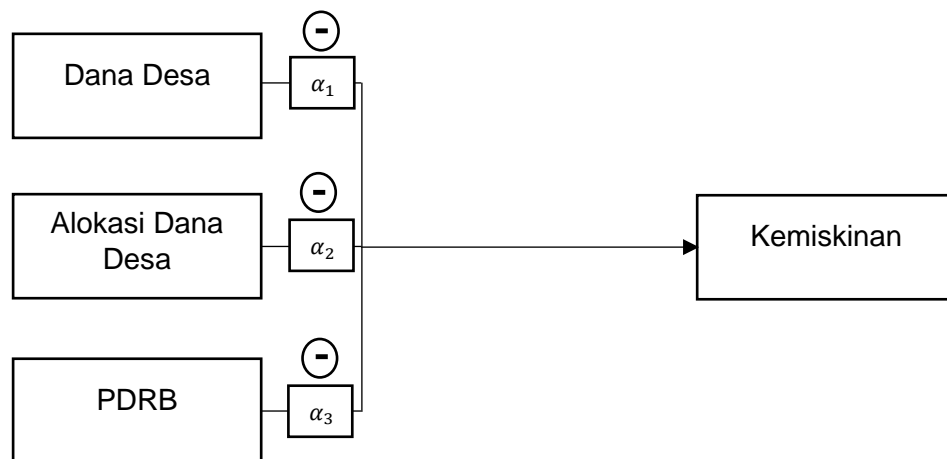 -
Dana Desa
α₁
-
Alokasi Dana
Desa
α₂
Kemiskinan
-
PDRB
α₃